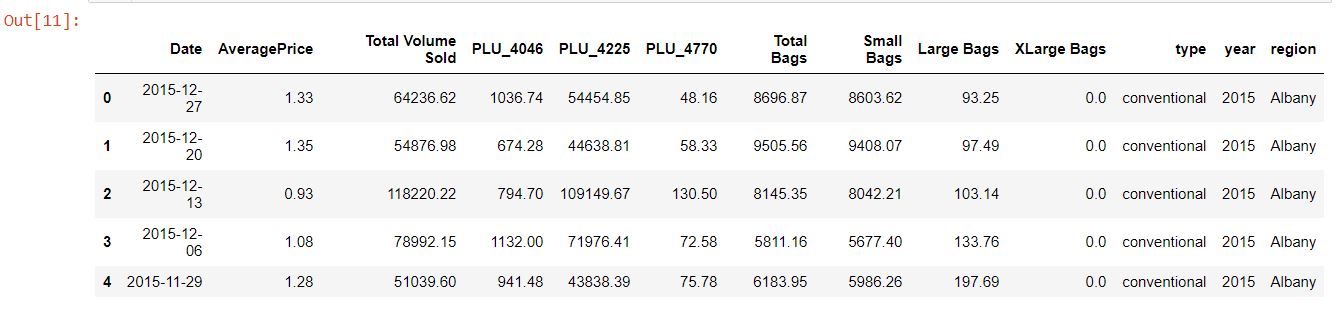 Out[11]:
Date AveragePrice Total Volume Sold PLU_4046 PLU_4225 PLU_4770 Total Bags Small Bags Large Bags XLarge Bags type year region
0 2015-12-27 1.33 64236.62 1036.74 54454.85 48.16 8696.87 8603.62 93.25 0.0 conventional 2015 Albany
1 2015-12-20 1.35 54876.98 674.28 44638.81 58.33 9505.56 9408.07 97.49 0.0 conventional 2015 Albany
2 2015-12-13 0.93 118220.22 794.70 109149.67 130.50 8145.35 8042.21 103.14 0.0 conventional 2015 Albany
3 2015-12-06 1.08 78992.15 1132.00 71976.41 72.58 5811.16 5677.40 133.76 0.0 conventional 2015 Albany
4 2015-11-29 1.28 51039.60 941.48 43838.39 75.78 6183.95 5986.26 197.69 0.0 conventional 2015 Albany